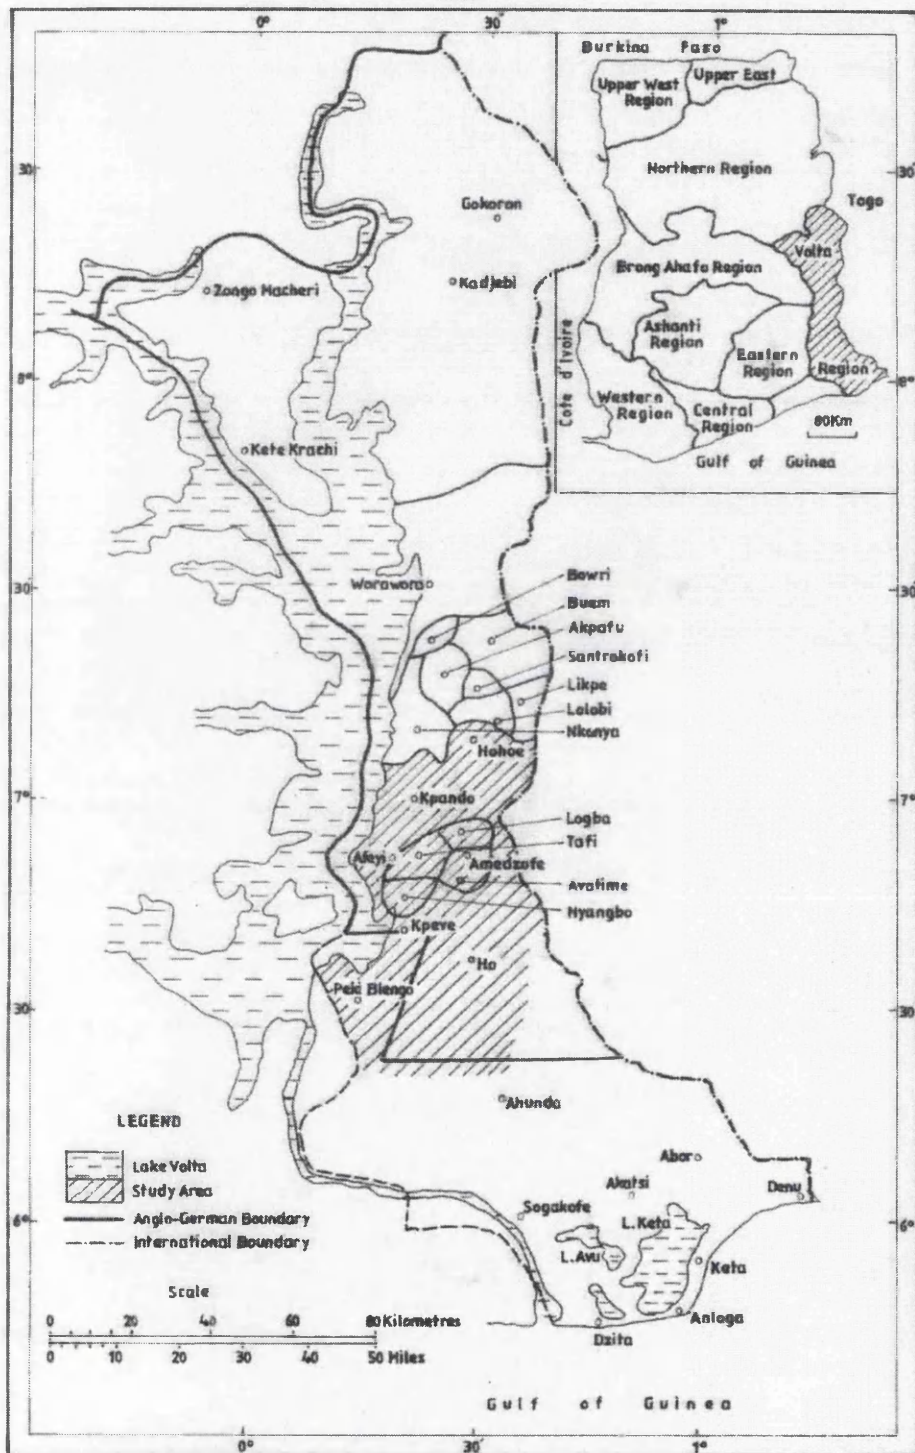 0° 30' 1°
Burkina Faso
Upper West
Region
Upper East
30'
30'
Northern Region
Togo
Gokoron
Volta
Zongo Macheri
Kadjebi
Brong Ahafo Region
Cote d'Ivoire
Ashanti
Region
Eastern
Region
Region
8°
8°
Western
Region
Central
Region
80Km
Gulf of Guinea
Kete Krachi
Worawora
30'
30'
Bowri
Buem
Akpafu
Santrokofi
Likpe
Lolobi
Nkonya
Hohoe
7°
7°
Kpando
Logba
Tafi
Amedzofe
Avatime
Nyangbo
Kpeve
Ho
Peki Blengo
30'
30'
Ahunda
LEGEND
Lake Volta
Study Area
Anglo-German Boundary
International Boundary
Abor
Akatsi
Denu
Sogakofe
L. Keta
6°
6°
L. Avu
Keta
Anloga
Dzita
Scale
0 20 40 60 80 Kilometres
0 10 20 30 40 50 Miles
Gulf of Guinea
0° 30' 1°